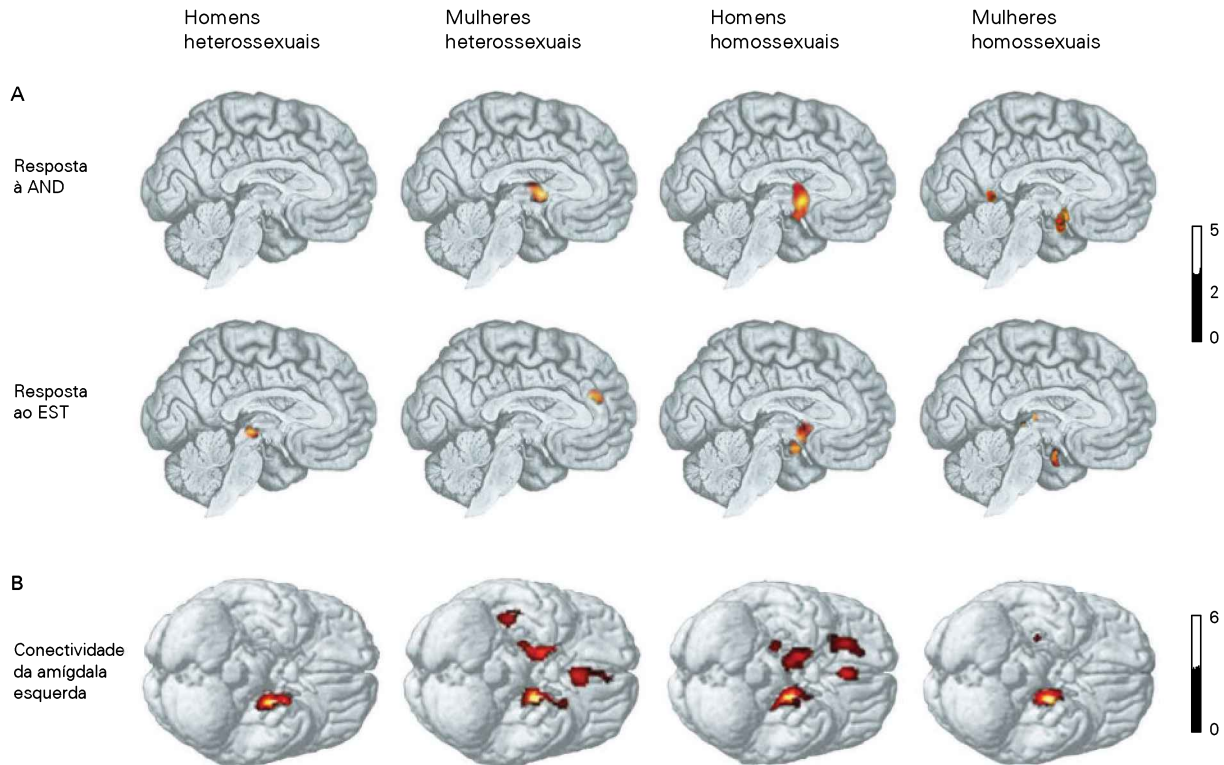 Homens
heterossexuais
Mulheres
heterossexuais
Homens
homossexuais
Mulheres
homossexuais
A
Resposta
à AND
5
2
0
Resposta
ao EST
B
Conectividade
da amígdala
esquerda
6
0